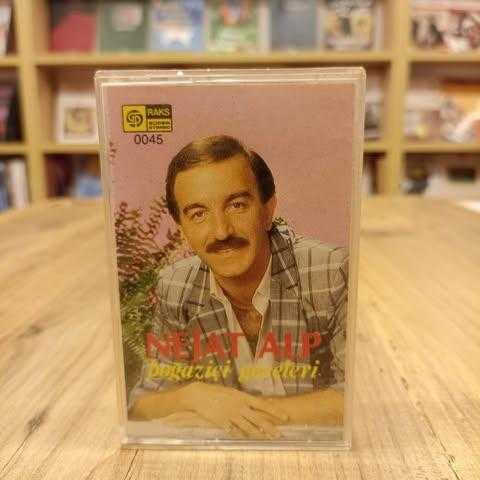 RAKS
0045
NEJAT ALP
Boğaziçi geceleri